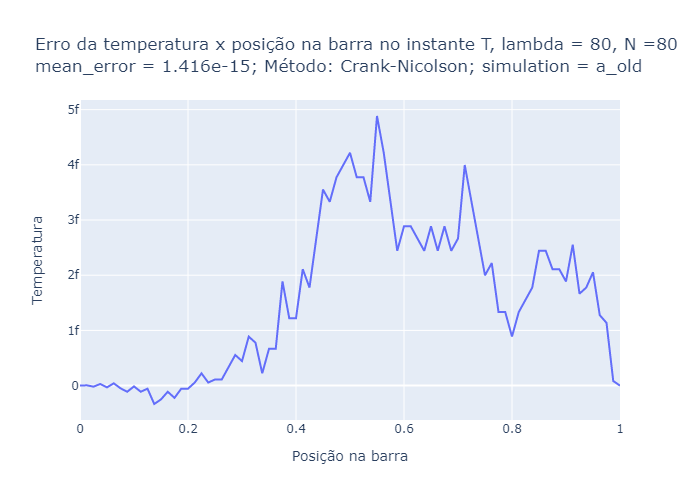 Erro da temperatura x posição na barra no instante T, lambda = 80, N =80
mean_error = 1.416e-15; Método: Crank-Nicolson; simulation = a_old
5f
4f
3f
2f
1f
0
Temperatura
0
0.2
0.4
0.6
0.8
1
Posição na barra